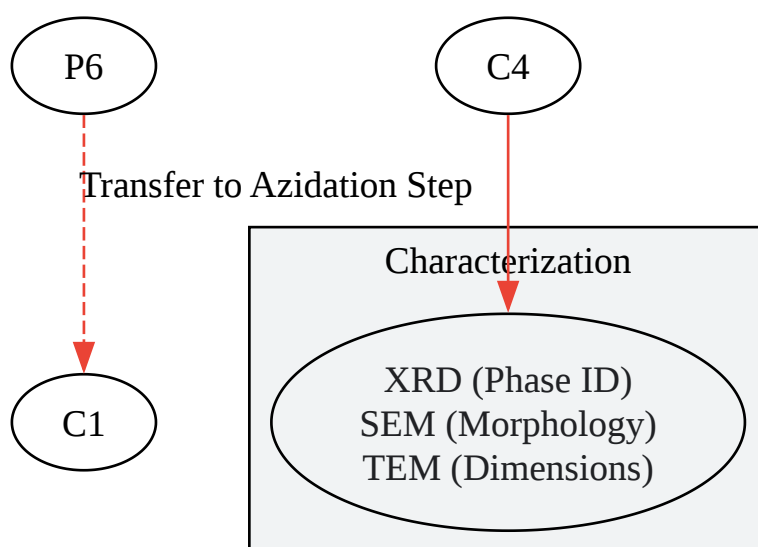 P6
C4
Transfer to Azidation Step
Characterization
C1
XRD (Phase ID)
SEM (Morphology)
TEM (Dimensions)